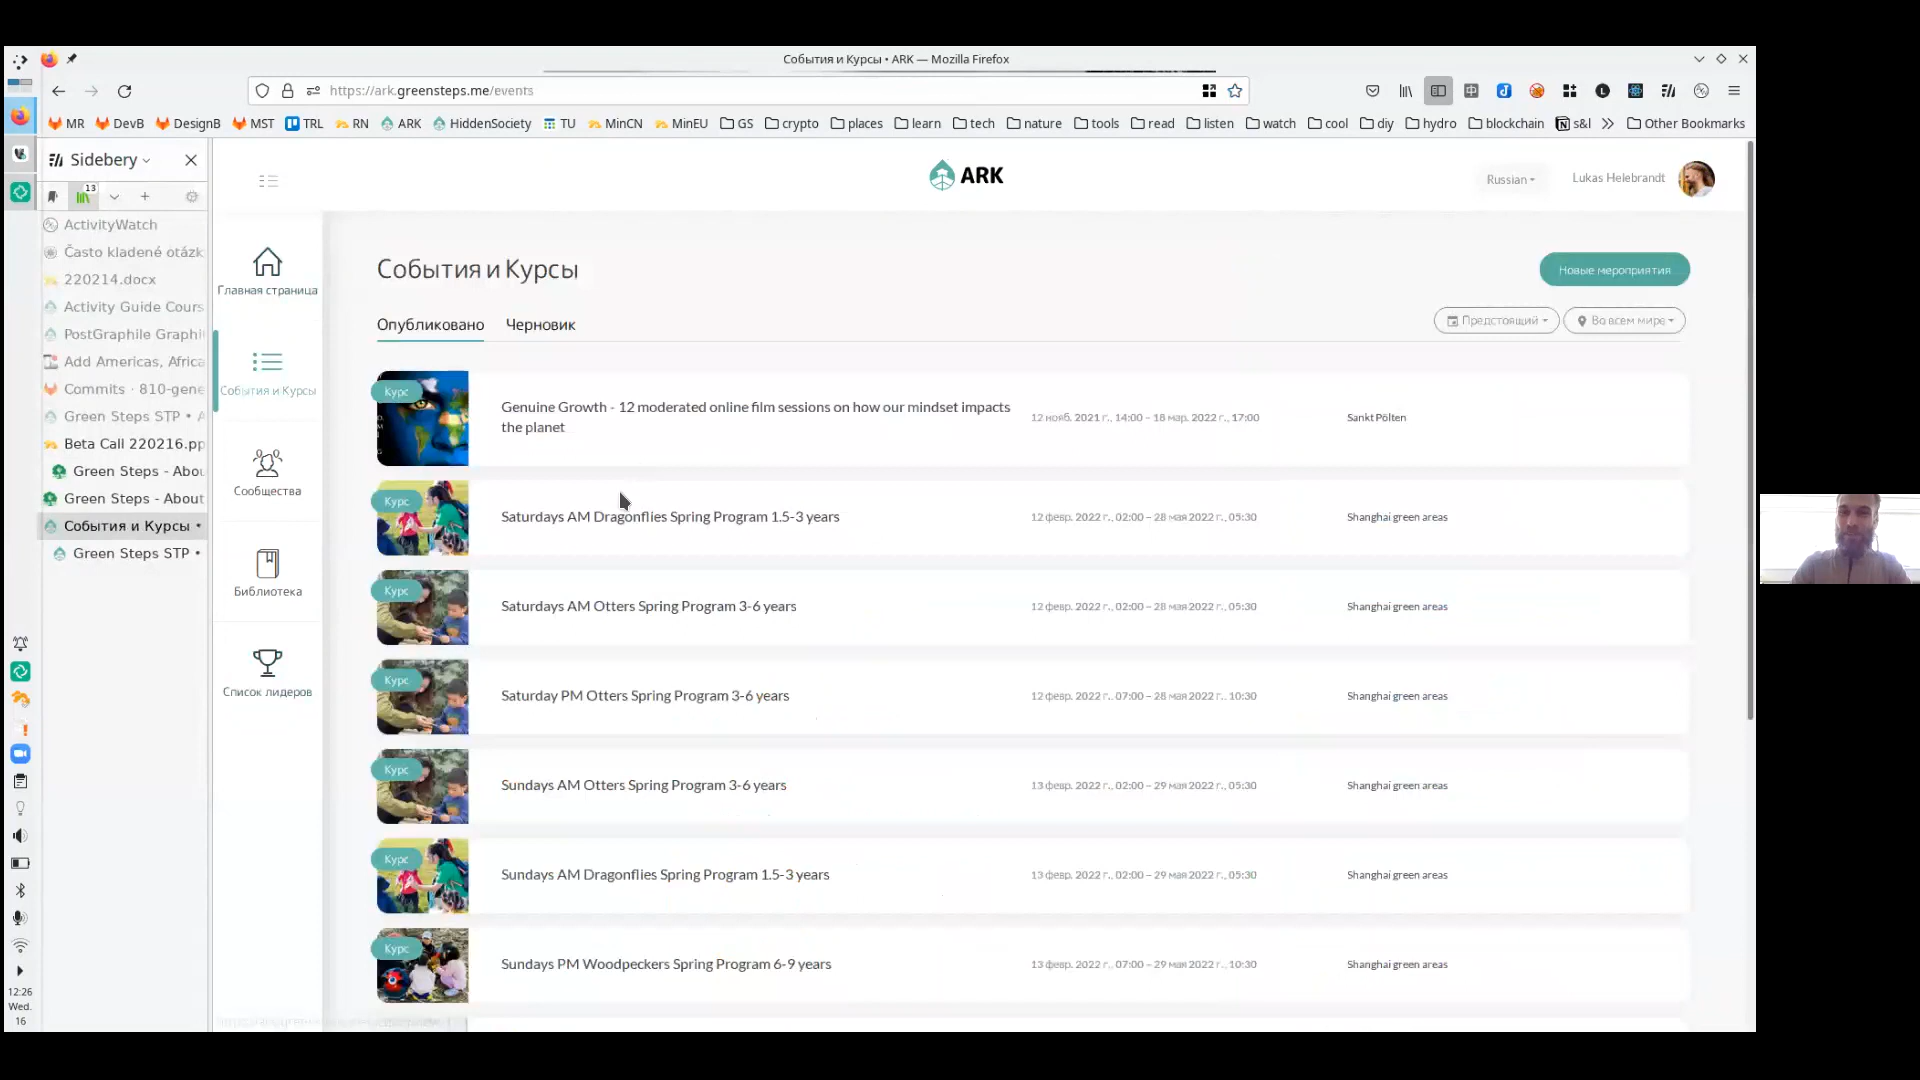 События и Курсы • ARK — Mozilla Firefox
https://ark.greensteps.me/events
MR DevB DesignB MST TRL RN ARK HiddenSociety TU MinCN MinEU GS crypto places learn tech nature tools read listen watch cool diy hydro blockchain s&l Other Bookmarks
Sidebery
13
ActivityWatch
Často kladené otázk
220214.docx
Activity Guide Cours
PostGraphile Graphi
Add Americas, Africa
Commits · 810-gene
Green Steps STP •
Beta Call 220216.pp
Green Steps - Abou
Green Steps - About
События и Курсы •
Green Steps STP •
12:26
Wed.
16
ARK
Russian
Lukas Helebrandt
Главная страница
События и Курсы
Сообщества
Библиотека
Список лидеров
События и Курсы
Новые мероприятия
Опубликовано Черновик
Предстоящий
Во всем мире
Курс
Genuine Growth - 12 moderated online film sessions on how our mindset impacts
the planet
12 нояб. 2021 г., 14:00 – 18 мар. 2022 г., 17:00
Sankt Pölten
Курс
Saturdays AM Dragonflies Spring Program 1.5-3 years
12 февр. 2022 г., 02:00 – 28 мая 2022 г., 05:30
Shanghai green areas
Курс
Saturdays AM Otters Spring Program 3-6 years
12 февр. 2022 г., 02:00 – 28 мая 2022 г., 05:30
Shanghai green areas
Курс
Saturday PM Otters Spring Program 3-6 years
12 февр. 2022 г., 07:00 – 28 мая 2022 г., 10:30
Shanghai green areas
Курс
Sundays AM Otters Spring Program 3-6 years
13 февр. 2022 г., 02:00 – 29 мая 2022 г., 05:30
Shanghai green areas
Курс
Sundays AM Dragonflies Spring Program 1.5-3 years
13 февр. 2022 г., 02:00 – 29 мая 2022 г., 05:30
Shanghai green areas
Курс
Sundays PM Woodpeckers Spring Program 6-9 years
13 февр. 2022 г., 07:00 – 29 мая 2022 г., 10:30
Shanghai green areas